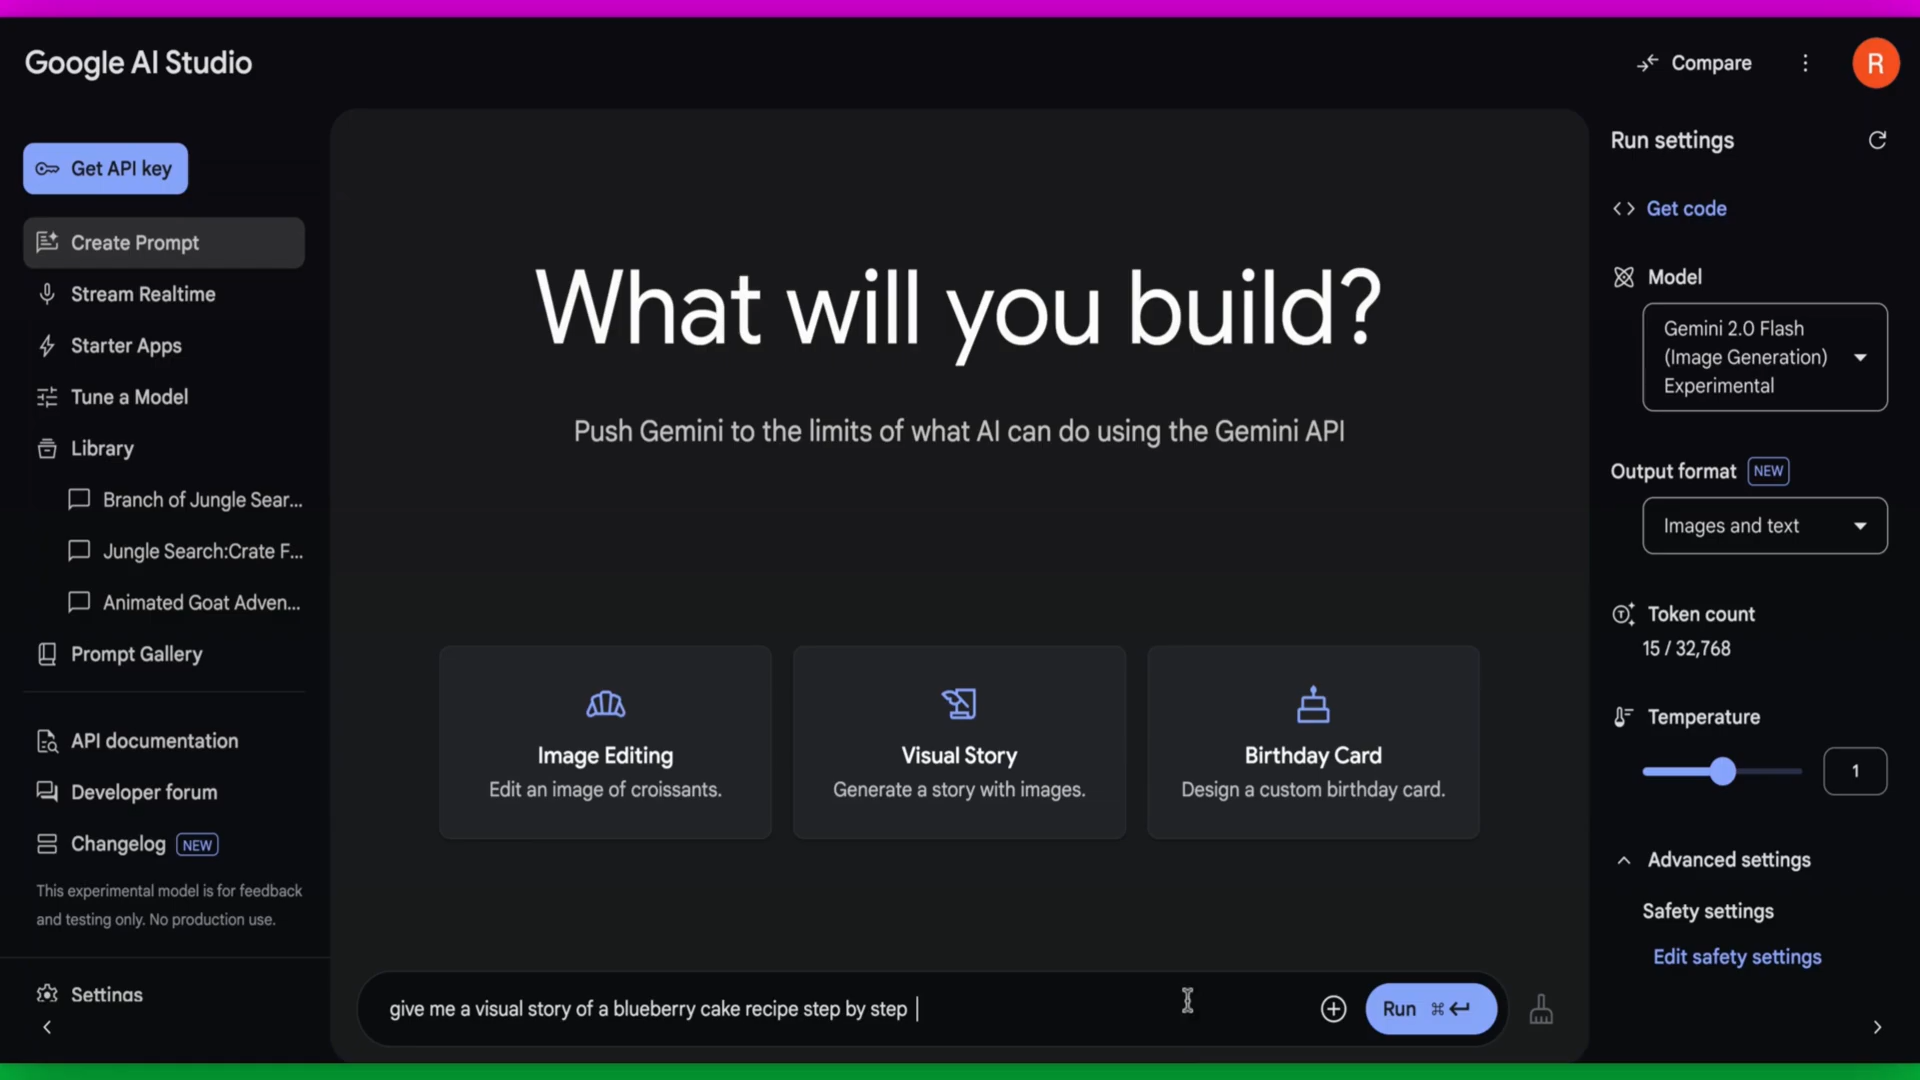 Google AI Studio
Compare
R
Get API key
Create Prompt
Stream Realtime
Starter Apps
Tune a Model
Library
Branch of Jungle Sear...
Jungle Search:Crate F...
Animated Goat Adven...
Prompt Gallery
API documentation
Developer forum
Changelog NEW
This experimental model is for feedback
and testing only. No production use.
Settings
What will you build?
Push Gemini to the limits of what AI can do using the Gemini API
Image Editing
Edit an image of croissants.
Visual Story
Generate a story with images.
Birthday Card
Design a custom birthday card.
give me a visual story of a blueberry cake recipe step by step
Run ⌘↵
Run settings
Get code
Model
Gemini 2.0 Flash
(Image Generation)
Experimental
Output format NEW
Images and text
Token count
15 / 32,768
Temperature
1
Advanced settings
Safety settings
Edit safety settings